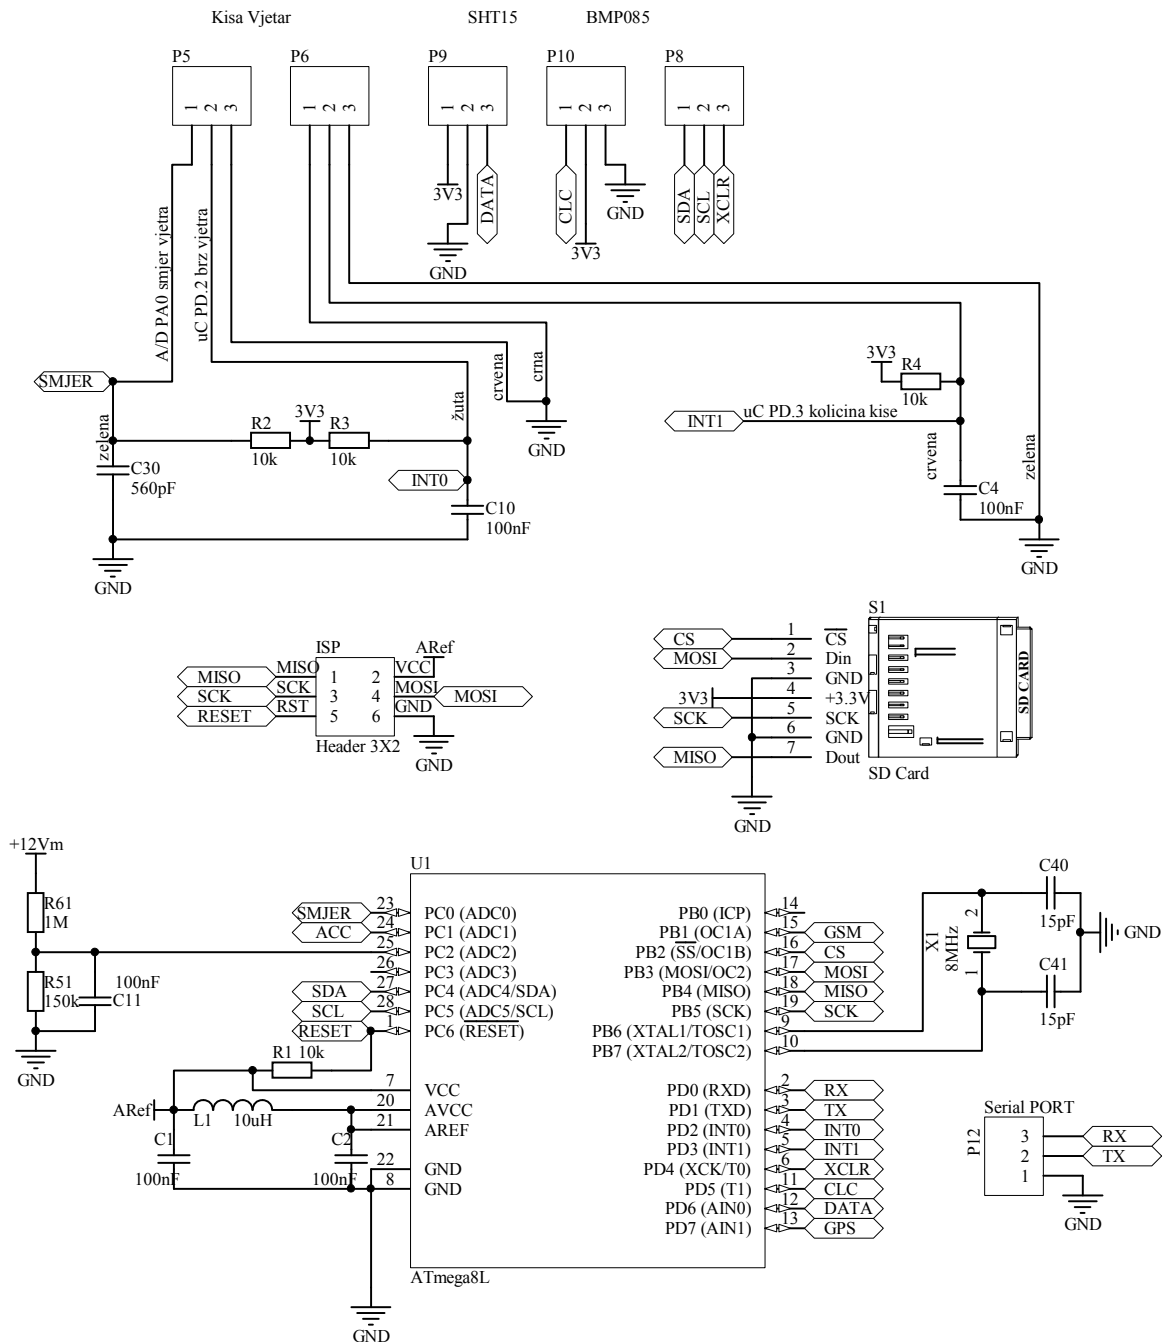 Kisa Vjetar SHT15 BMP085
P5 P6 P9 P10 P8
1 2 3 1 2 3 1 2 3 1 2 3 1 2 3
3V3
GND
DATA
CLC
3V3
GND
SDA
SCL
XCLR
A/D PA0 smjer vjetra
uC PD.2 brz vjetra
SMJER
zelena
R2
10k
3V3
R3
10k
žuta
crvena
crna
GND
INT0
C30
560pF
C10
100nF
GND
3V3
R4
10k
INT1
uC PD.3 kolicina kise
crvena
zelena
C4
100nF
GND
ISP
ARef
MISO MISO 1 2 VCC
SCK SCK 3 4 MOSI MOSI
RESET RST 5 6 GND
Header 3X2
GND
S1
CS 1 CS
MOSI 2 Din
3 GND
3V3 4 +3.3V
SCK 5 SCK
6 GND
MISO 7 Dout
SD CARD
SD Card
GND
+12Vm
R61
1M
R51
150k
100nF
C11
GND
U1
SMJER 23 PC0 (ADC0)
ACC 24 PC1 (ADC1)
25 PC2 (ADC2)
26 PC3 (ADC3)
SDA 27 PC4 (ADC4/SDA)
SCL 28 PC5 (ADC5/SCL)
RESET 1 PC6 (RESET)
R1 10k
7 VCC
ARef
L1 10uH
20 AVCC
21 AREF
C1
100nF
C2
100nF
22 GND
8 GND
GND
PB0 (ICP) 14
PB1 (OC1A) 15 GSM
PB2 (SS/OC1B) 16 CS
PB3 (MOSI/OC2) 17 MOSI
PB4 (MISO) 18 MISO
PB5 (SCK) 19 SCK
PB6 (XTAL1/TOSC1) 9
PB7 (XTAL2/TOSC2) 10
PD0 (RXD) 2 RX
PD1 (TXD) 3 TX
PD2 (INT0) 4 INT0
PD3 (INT1) 5 INT1
PD4 (XCK/T0) 6 XCLR
PD5 (T1) 11 CLC
PD6 (AIN0) 12 DATA
PD7 (AIN1) 13 GPS
ATmega8L
X1
8MHz
2
1
C40
15pF
C41
15pF
GND
Serial PORT
P12
3 RX
2 TX
1
GND